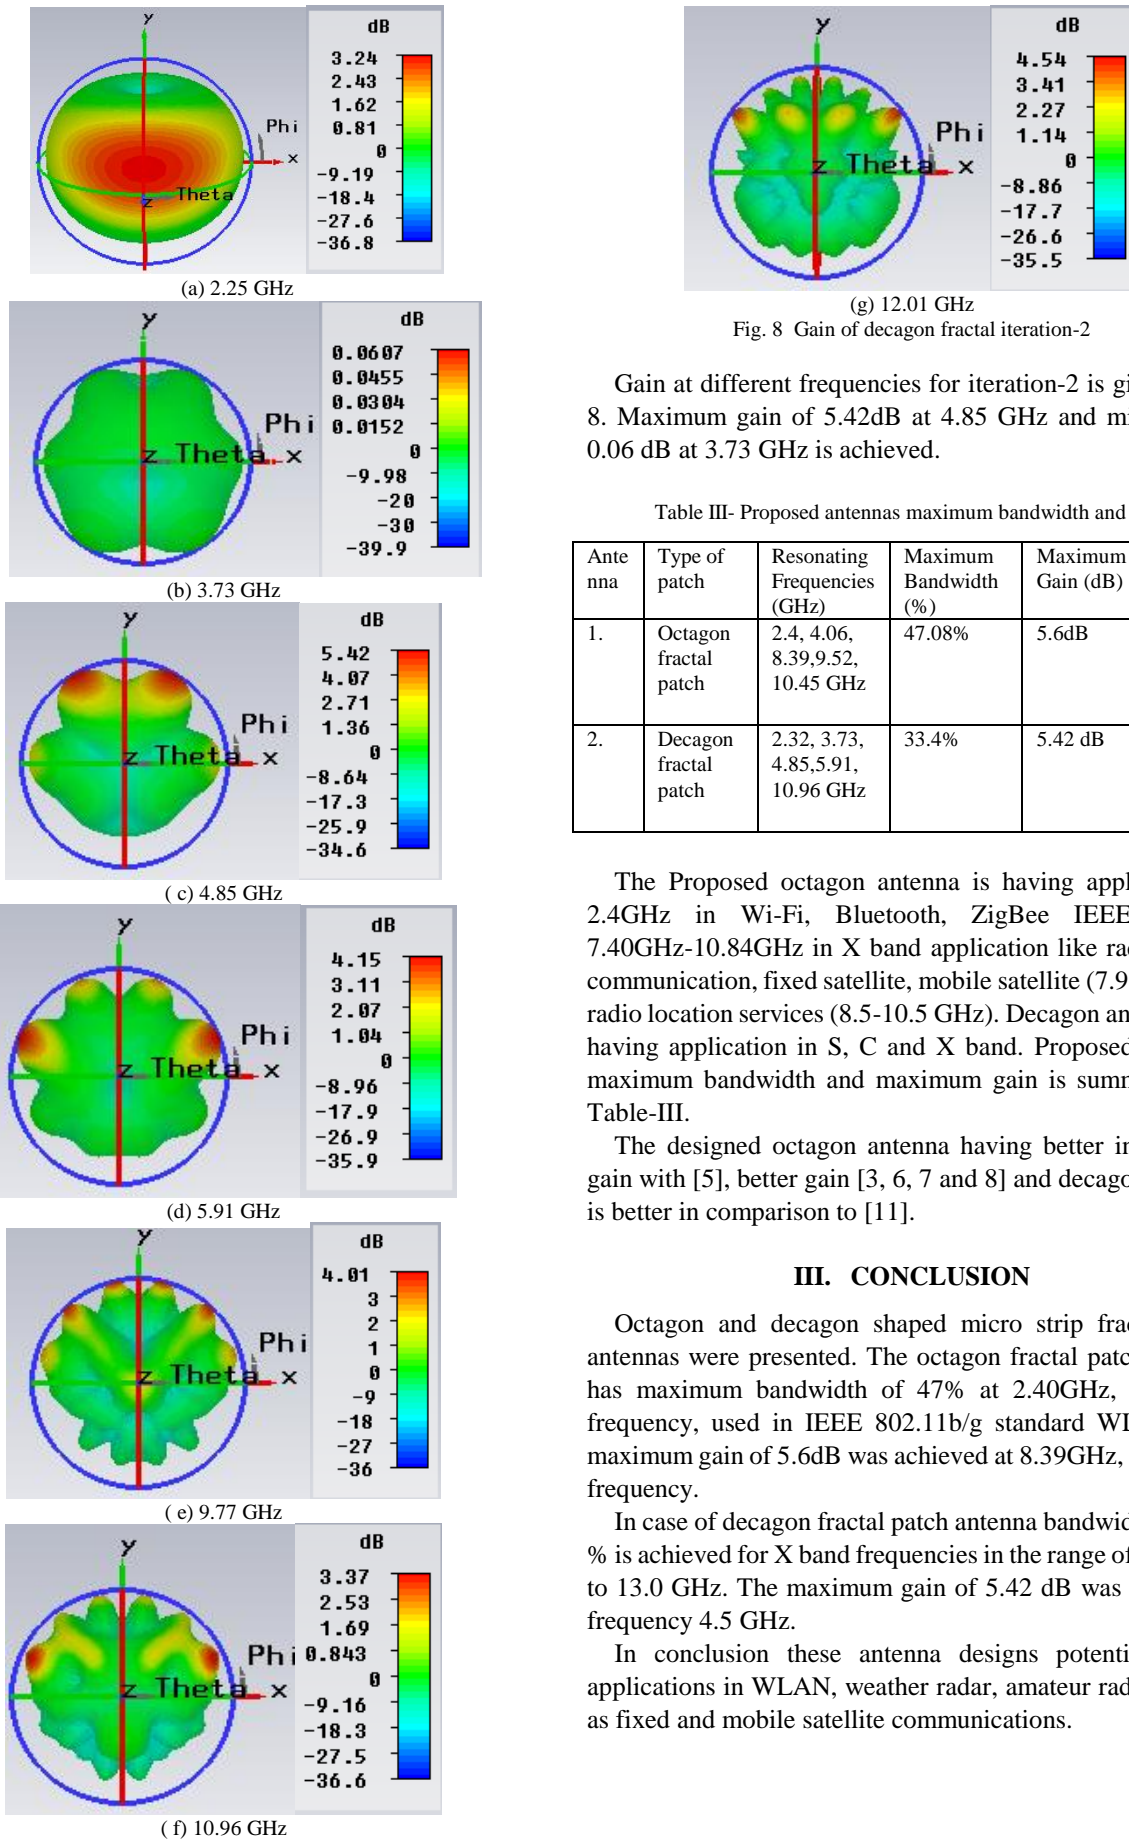 y
dB
3.24
2.43
1.62
0.81
0
-9.19
-18.4
-27.6
-36.8
Phi
x
Theta
z
(a) 2.25 GHz
y
dB
0.0607
0.0455
0.0304
0.0152
0
-9.98
-20
-30
-39.9
Phi
z Theta x
(b) 3.73 GHz
y
dB
5.42
4.07
2.71
1.36
0
-8.64
-17.3
-25.9
-34.6
Phi
z Theta x
( c) 4.85 GHz
y
dB
4.15
3.11
2.07
1.04
0
-8.96
-17.9
-26.9
-35.9
Phi
z Theta x
(d) 5.91 GHz
y
dB
4.01
3
2
1
0
-9
-18
-27
-36
Phi
z Theta x
( e) 9.77 GHz
y
dB
3.37
2.53
1.69
0.843
0
-9.16
-18.3
-27.5
-36.6
Phi
z Theta x
( f) 10.96 GHz
y
dB
4.54
3.41
2.27
1.14
0
-8.86
-17.7
-26.6
-35.5
Phi
z Theta x
(g) 12.01 GHz
Fig. 8 Gain of decagon fractal iteration-2
Gain at different frequencies for iteration-2 is gi
8. Maximum gain of 5.42dB at 4.85 GHz and mi
0.06 dB at 3.73 GHz is achieved.
Table III- Proposed antennas maximum bandwidth and
Ante nna Type of patch Resonating Frequencies (GHz) Maximum Bandwidth (%) Maximum Gain (dB)
1. Octagon fractal patch 2.4, 4.06, 8.39,9.52, 10.45 GHz 47.08% 5.6dB
2. Decagon fractal patch 2.32, 3.73, 4.85,5.91, 10.96 GHz 33.4% 5.42 dB
The Proposed octagon antenna is having appl
2.4GHz in Wi-Fi, Bluetooth, ZigBee IEEE
7.40GHz-10.84GHz in X band application like rad
communication, fixed satellite, mobile satellite (7.9
radio location services (8.5-10.5 GHz). Decagon an
having application in S, C and X band. Proposed
maximum bandwidth and maximum gain is summ
Table-III.
The designed octagon antenna having better in
gain with [5], better gain [3, 6, 7 and 8] and decago
is better in comparison to [11].
III. CONCLUSION
Octagon and decagon shaped micro strip frac
antennas were presented. The octagon fractal patc
has maximum bandwidth of 47% at 2.40GHz,
frequency, used in IEEE 802.11b/g standard WL
maximum gain of 5.6dB was achieved at 8.39GHz,
frequency.
In case of decagon fractal patch antenna bandwid
% is achieved for X band frequencies in the range of
to 13.0 GHz. The maximum gain of 5.42 dB was
frequency 4.5 GHz.
In conclusion these antenna designs potenti
applications in WLAN, weather radar, amateur rad
as fixed and mobile satellite communications.